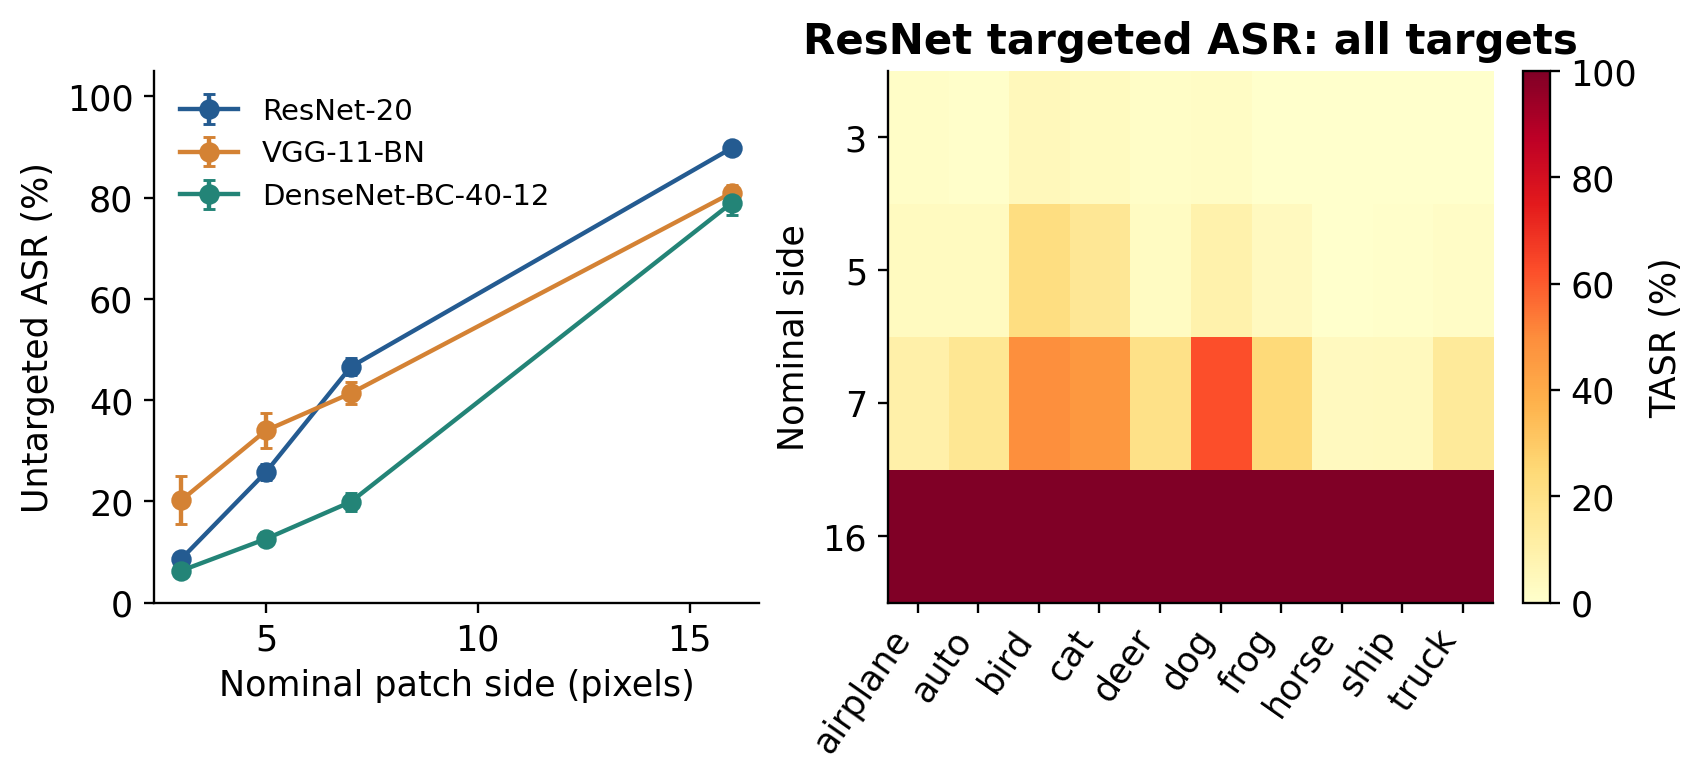 ResNet targeted ASR: all targets
Untargeted ASR (%)
100
80
60
40
20
0
ResNet-20
VGG-11-BN
DenseNet-BC-40-12
5
10
15
Nominal patch side (pixels)
Nominal side
3
5
7
16
airplane
auto
bird
cat
deer
dog
frog
horse
ship
truck
100
80
60
40
20
0
TASR (%)